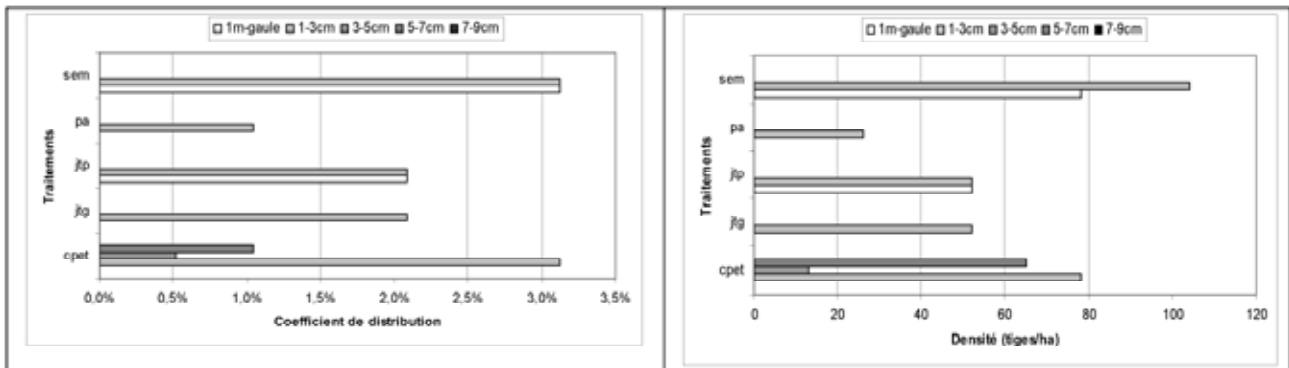 1m-gaule 1-3cm 3-5cm 5-7cm 7-9cm
sem
pa
jtp
jtg
cpet
Traitements
0,0% 0,5% 1,0% 1,5% 2,0% 2,5% 3,0% 3,5%
Coefficient de distribution
1m-gaule 1-3cm 3-5cm 5-7cm 7-9cm
sem
pa
jtp
jtg
cpet
Traitements
0 20 40 60 80 100 120
Densité (tiges/ha)